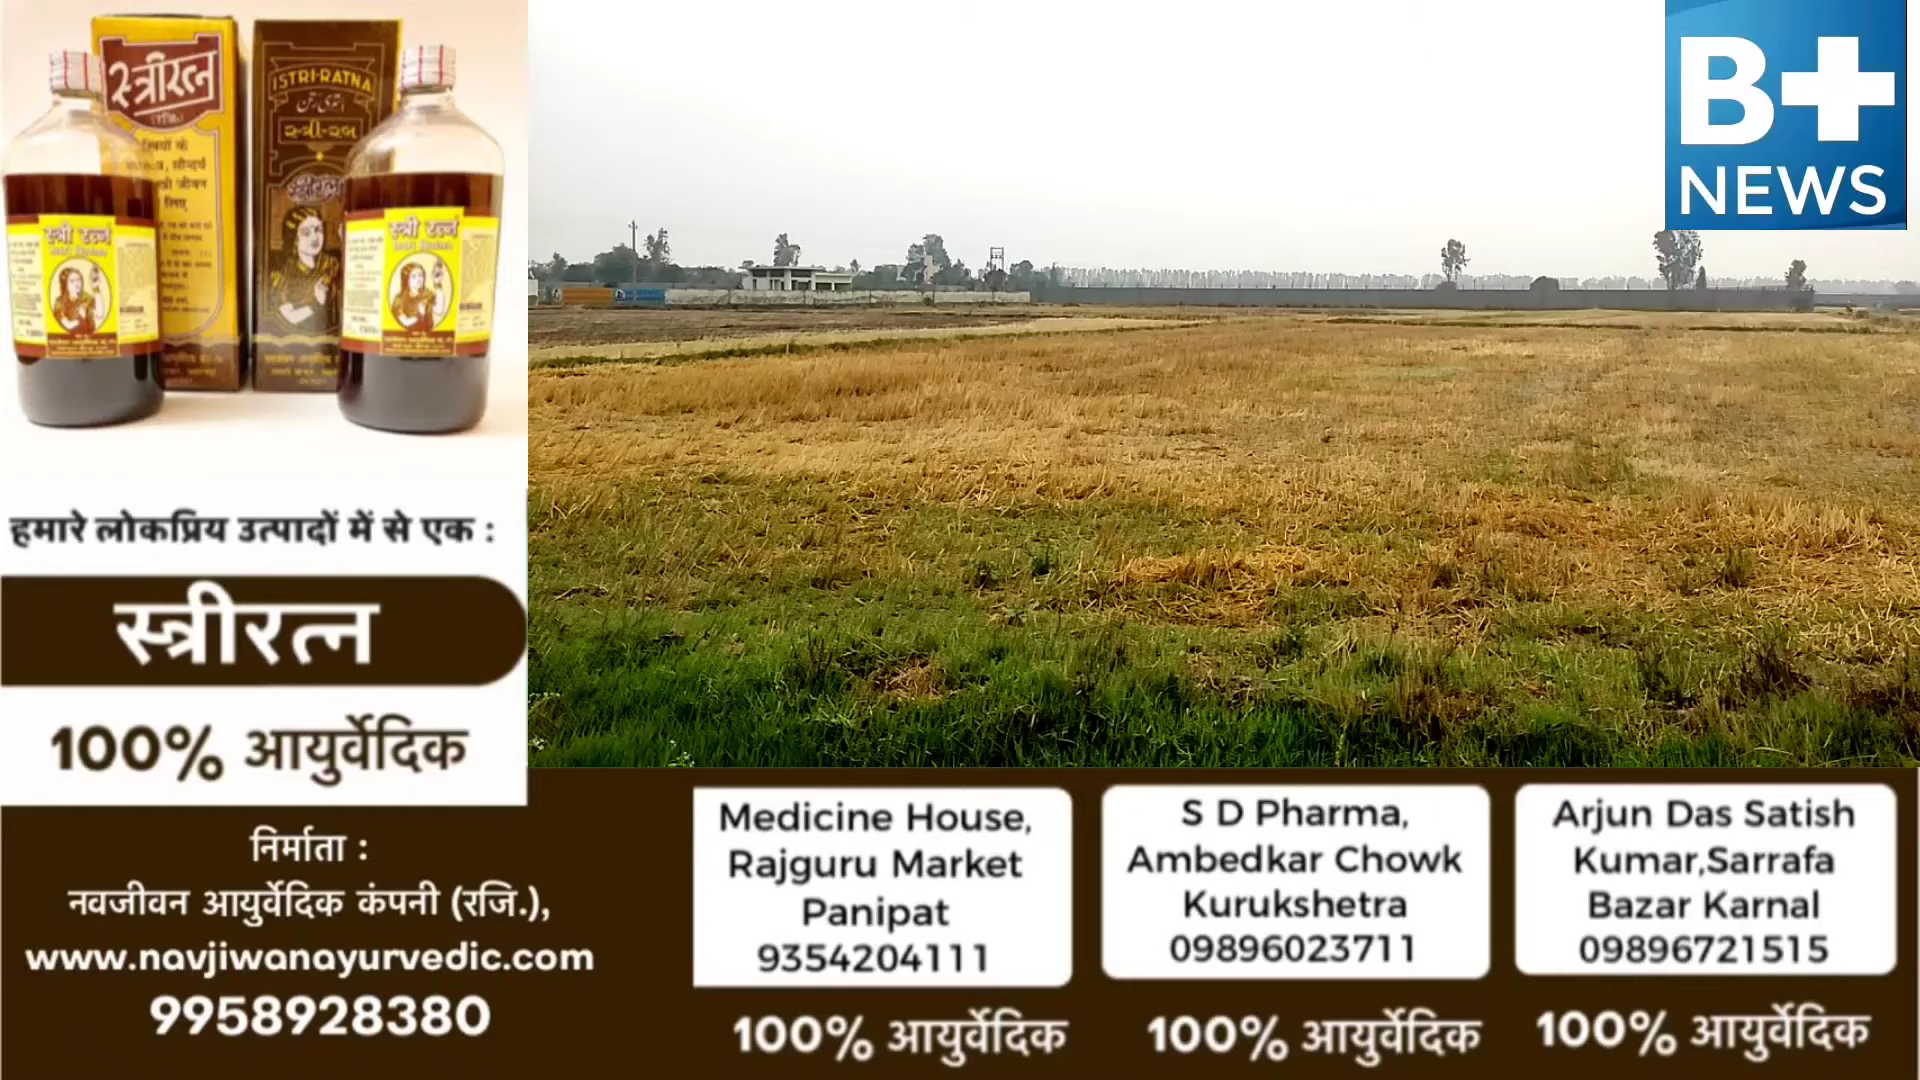 स्त्रीरत्न
(रजि.)
ISTRI-RATNA
स्त्री रत्न
स्त्री रत्न
B+
NEWS
हमारे लोकप्रिय उत्पादों में से एक :
स्त्रीरत्न
100% आयुर्वेदिक
निर्माता :
नवजीवन आयुर्वेदिक कंपनी (रजि.),
www.navjiwanayurvedic.com
9958928380
Medicine House,
Rajguru Market
Panipat
9354204111
100% आयुर्वेदिक
S D Pharma,
Ambedkar Chowk
Kurukshetra
09896023711
100% आयुर्वेदिक
Arjun Das Satish
Kumar,Sarrafa
Bazar Karnal
09896721515
100% आयुर्वेदिक